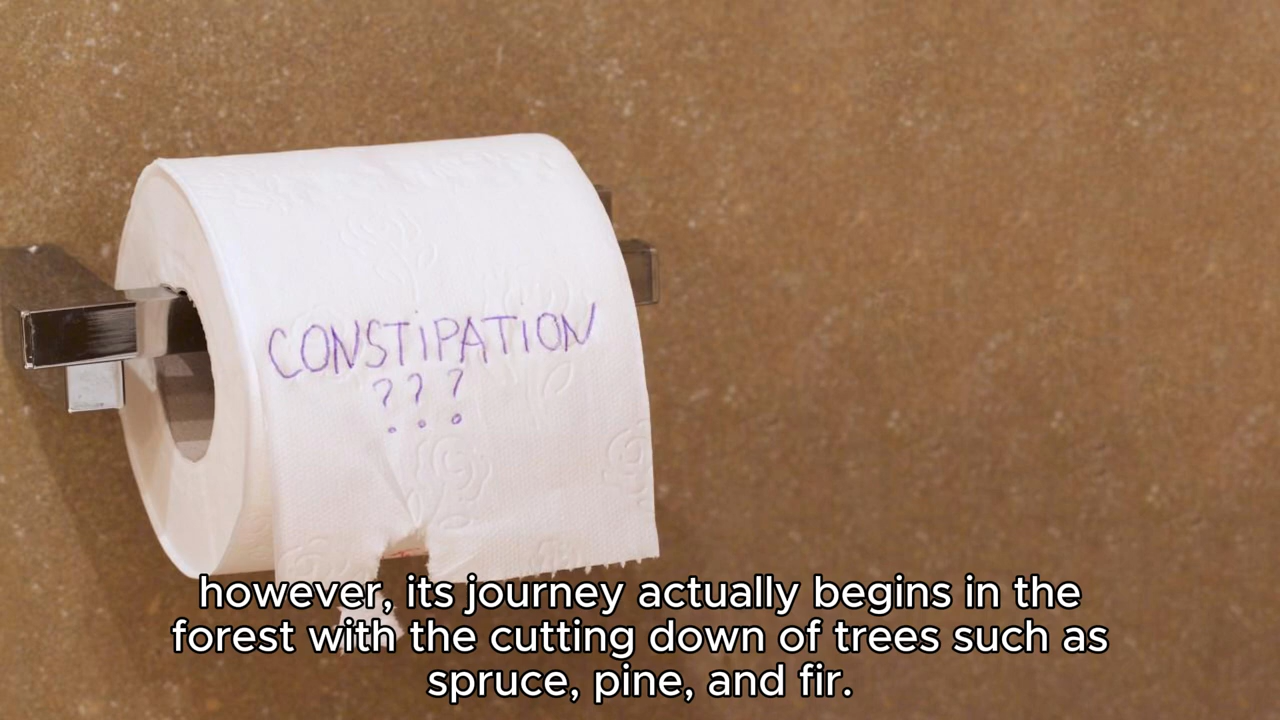 CONSTiPATiON
???
however, its journey actually begins in the
forest with the cutting down of trees such as
spruce, pine, and fir.